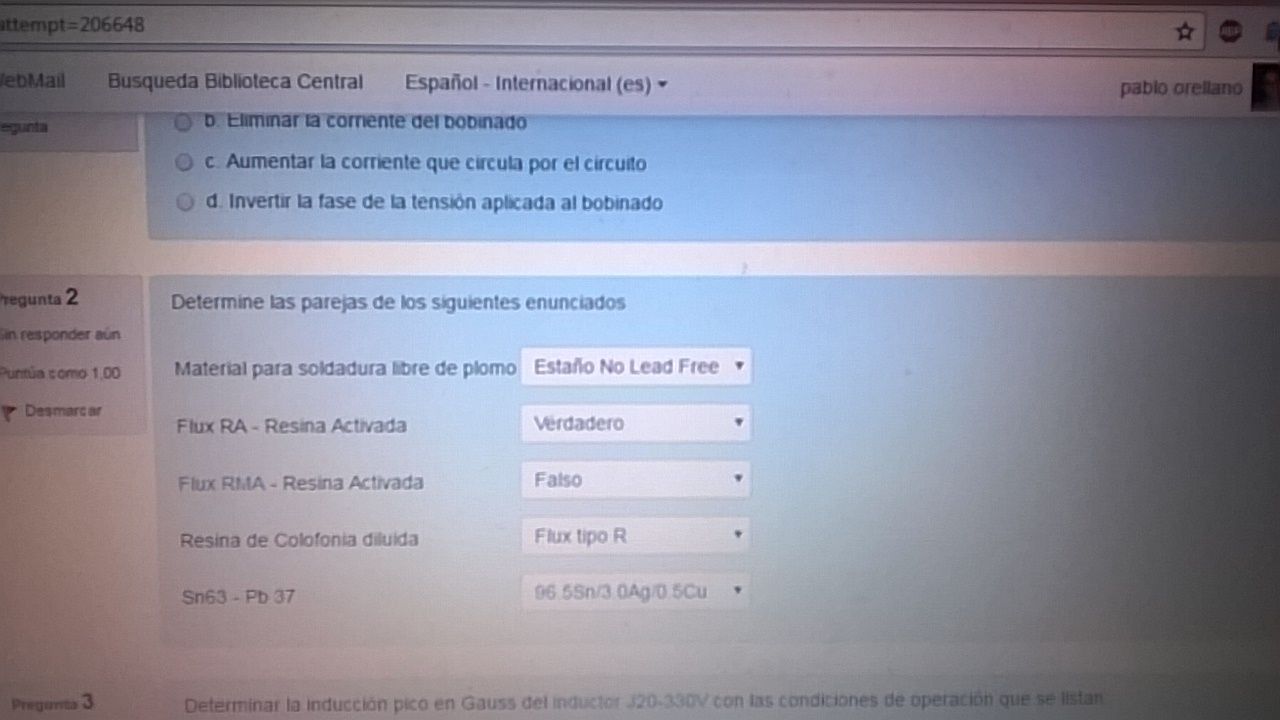 attempt=206648
WebMail Busqueda Biblioteca Central Español - Internacional (es)
pablo orellano
egunta
b. Eliminar la corriente del bobinado
c. Aumentar la corriente que circula por el circuito
d. Invertir la fase de la tensión aplicada al bobinado
Pregunta 2
Sin responder aún
Puntúa como 1,00
Desmarcar
Determine las parejas de los siguientes enunciados
Material para soldadura libre de plomo Estaño No Lead Free
Flux RA - Resina Activada Verdadero
Flux RMA - Resina Activada Falso
Resina de Colofonia diluida Flux tipo R
Sn63 - Pb 37 96.5Sn/3.0Ag/0.5Cu
Pregunta 3
Determinar la inducción pico en Gauss del inductor J20-330V con las condiciones de operación que se listan